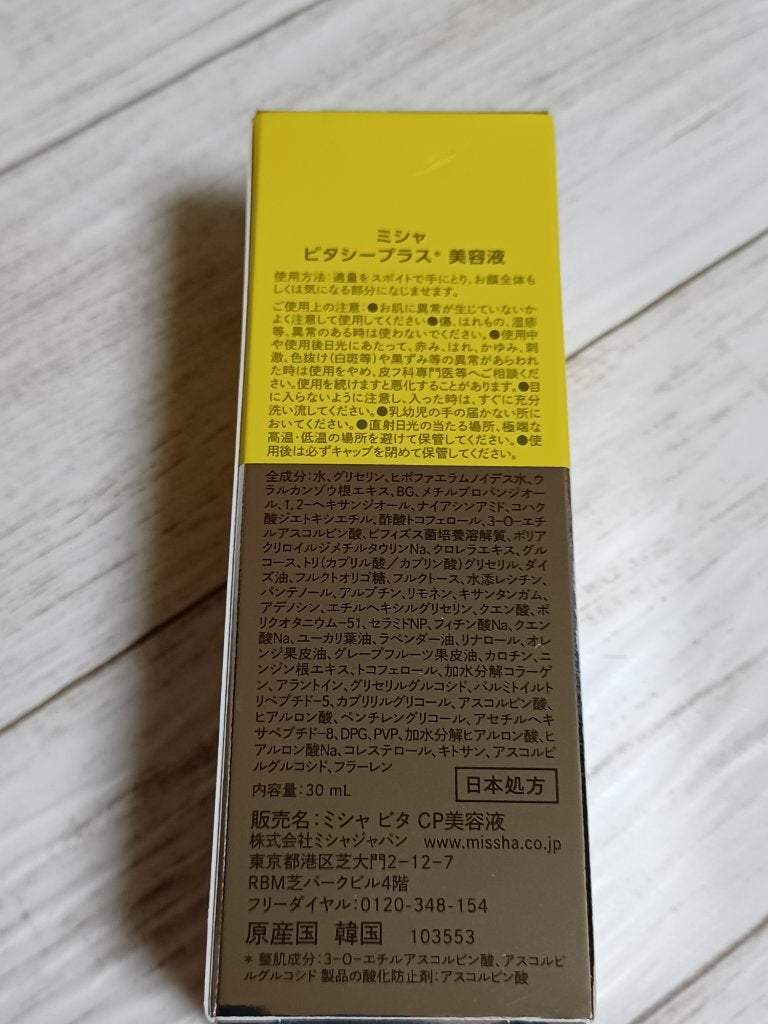 ミシャ
ビタシープラス* 美容液
使用方法:適量をスポイトで手にとり、お顔全体も
しくは気になる部分になじませます。
ご使用上の注意:●お肌に異常が生じていないか
よく注意して使用してください●傷、はれもの、湿疹
等、異常のある時は使わないでください。●使用中
や使用後日光にあたって、赤み、はれ、かゆみ、刺
激、色抜け(白斑等)や黒ずみ等の異常があらわれ
た時は使用をやめ、皮フ科専門医等へご相談くだ
さい。使用を続けますと悪化することがあります。●目
に入らないように注意し、入った時は、すぐに充分
洗い流してください。●乳幼児の手の届かない所に
おいてください。●直射日光の当たる場所、極端な
高温・低温の場所を避けて保管してください。●使
用後は必ずキャップを閉めて保管してください。
全成分:水、グリセリン、ヒポファエラムノイデス水、ウ
ラルカンゾウ根エキス、BG、メチルプロパンジオー
ル、1,2-ヘキサンジオール、ナイアシンアミド、コハク
酸ジエトキシエチル、酢酸トコフェロール、3-O-エチ
ルアスコルビン酸、ビフィズス菌培養溶解質、ポリア
クリロイルジメチルタウリンNa、クロレラエキス、グル
コース、トリ(カプリル酸/カプリン酸)グリセリル、ダイ
ズ油、フルクトオリゴ糖、フルクトース、水添レシチン、
パンテノール、アルブチン、リモネン、キサンタンガム、
アデノシン、エチルヘキシルグリセリン、クエン酸、ポ
リクオタニウム-51、セラミドNP、フィチン酸Na、クエン
酸Na、ユーカリ葉油、ラベンダー油、リナロール、オレ
ンジ果皮油、グレープフルーツ果皮油、カロチン、ニ
ンジン根エキス、トコフェロール、加水分解コラーゲ
ン、アラントイン、グリセリルグルコシド、パルミトイルト
リペプチド-5、カプリリルグリコール、アスコルビン酸、
ヒアルロン酸、ペンチレングリコール、アセチルヘキ
サペプチド-8、DPG、PVP、加水分解ヒアルロン酸、ヒ
アルロン酸Na、コレステロール、キトサン、アスコルビ
ルグルコシド、フラーレン
内容量:30 mL
日本処方
販売名:ミシャ ビタ CP美容液
株式会社ミシャジャパン www.missha.co.jp
東京都港区芝大門2-12-7
RBM芝パークビル4階
フリーダイヤル:0120-348-154
原産国 韓国 103553
* 整肌成分:3-O-エチルアスコルビン酸、アスコルビ
ルグルコシド 製品の酸化防止剤:アスコルビン酸